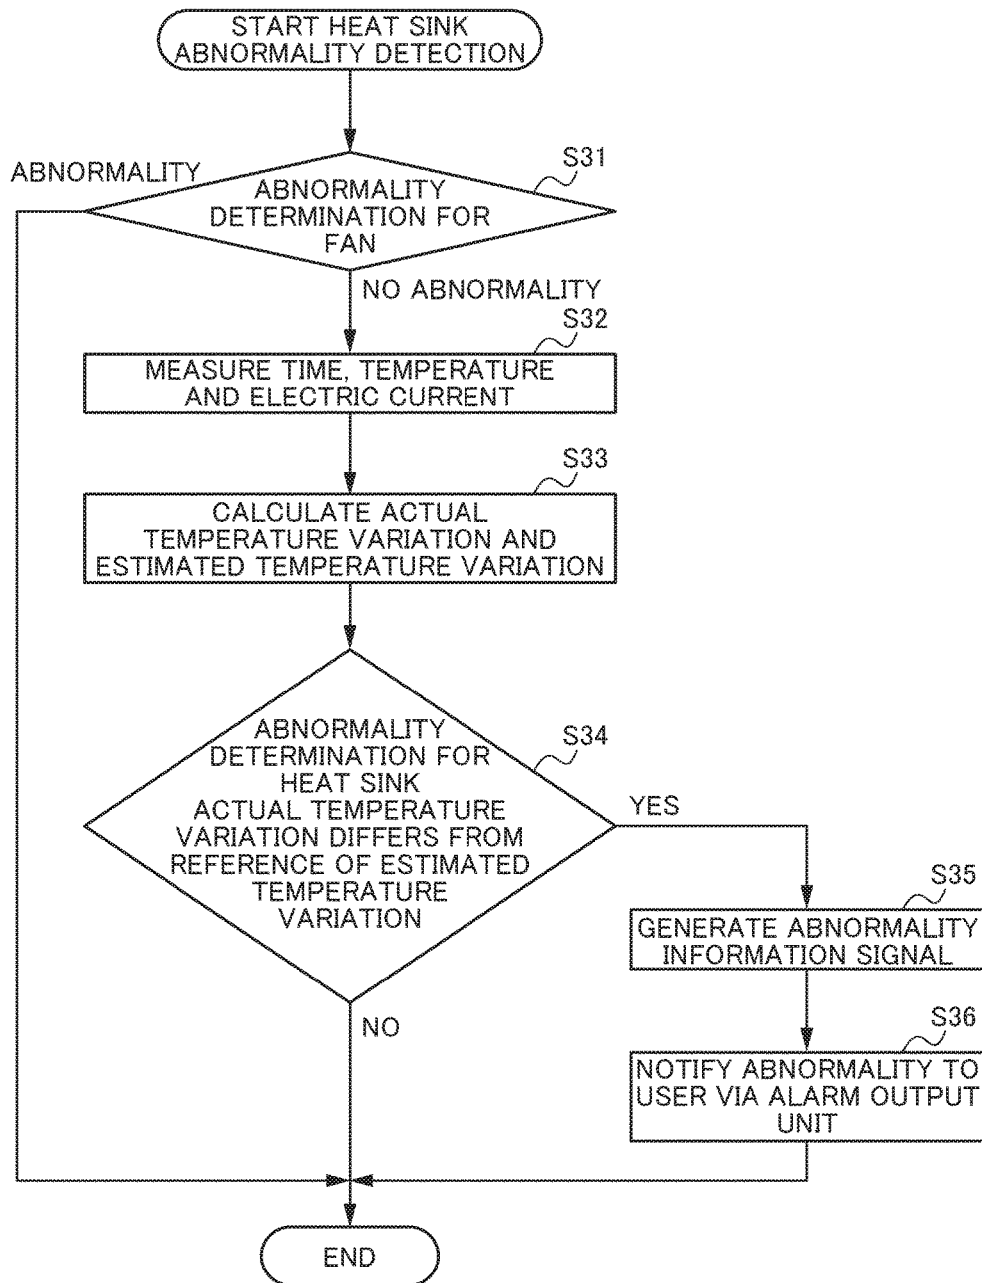 START HEAT SINK
ABNORMALITY DETECTION
S31
ABNORMALITY
ABNORMALITY
DETERMINATION FOR
FAN
NO ABNORMALITY
S32
MEASURE TIME, TEMPERATURE
AND ELECTRIC CURRENT
S33
CALCULATE ACTUAL
TEMPERATURE VARIATION AND
ESTIMATED TEMPERATURE VARIATION
S34
ABNORMALITY
DETERMINATION FOR
HEAT SINK
ACTUAL TEMPERATURE
VARIATION DIFFERS FROM
REFERENCE OF ESTIMATED
TEMPERATURE
VARIATION
YES
NO
S35
GENERATE ABNORMALITY
INFORMATION SIGNAL
S36
NOTIFY ABNORMALITY TO
USER VIA ALARM OUTPUT
UNIT
END